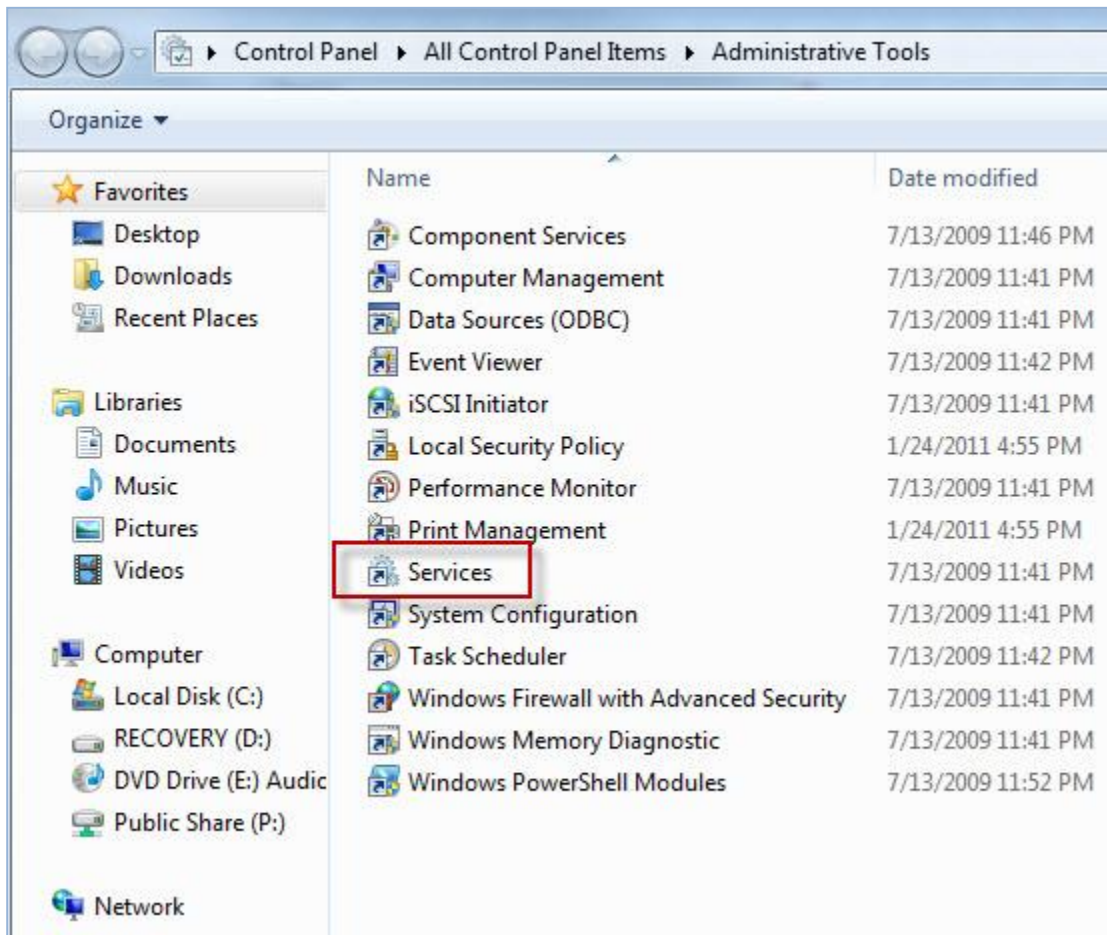 Control Panel ▸ All Control Panel Items ▸ Administrative Tools
Organize
Favorites
Desktop
Downloads
Recent Places
Libraries
Documents
Music
Pictures
Videos
Computer
Local Disk (C:)
RECOVERY (D:)
DVD Drive (E:) Audic
Public Share (P:)
Network
Name Date modified
Component Services 7/13/2009 11:46 PM
Computer Management 7/13/2009 11:41 PM
Data Sources (ODBC) 7/13/2009 11:41 PM
Event Viewer 7/13/2009 11:42 PM
iSCSI Initiator 7/13/2009 11:41 PM
Local Security Policy 1/24/2011 4:55 PM
Performance Monitor 7/13/2009 11:41 PM
Print Management 1/24/2011 4:55 PM
Services 7/13/2009 11:41 PM
System Configuration 7/13/2009 11:41 PM
Task Scheduler 7/13/2009 11:42 PM
Windows Firewall with Advanced Security 7/13/2009 11:41 PM
Windows Memory Diagnostic 7/13/2009 11:41 PM
Windows PowerShell Modules 7/13/2009 11:52 PM